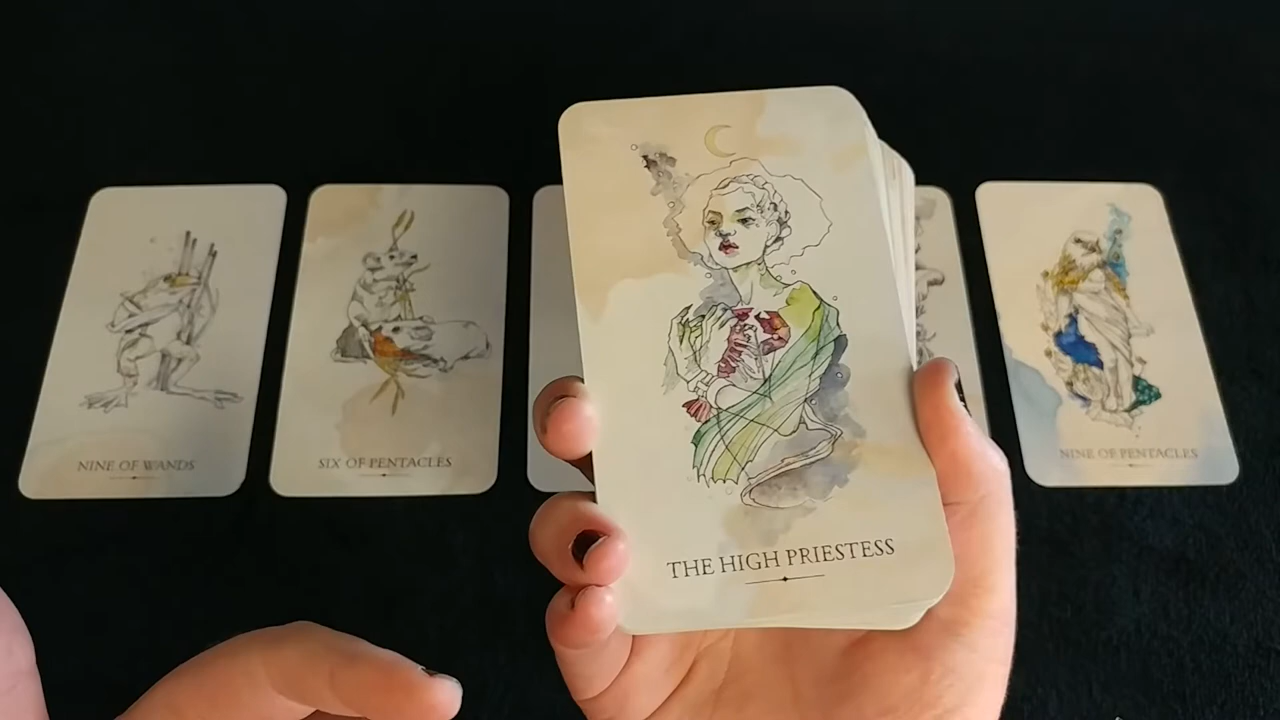 NINE OF WANDS
SIX OF PENTACLES
THE HIGH PRIESTESS
NINE OF PENTACLES